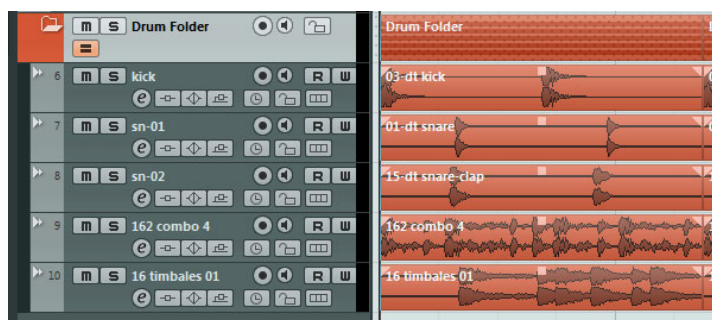 m S Drum Folder
Drum Folder
6 m S kick R W
e
03-dt kick
7 m S sn-01 R W
e
01-dt snare
8 m S sn-02 R W
e
15-dt snare-clap
9 m S 162 combo 4 R W
e
162 combo 4
10 m S 16 timbales 01 R W
e
16 timbales 01